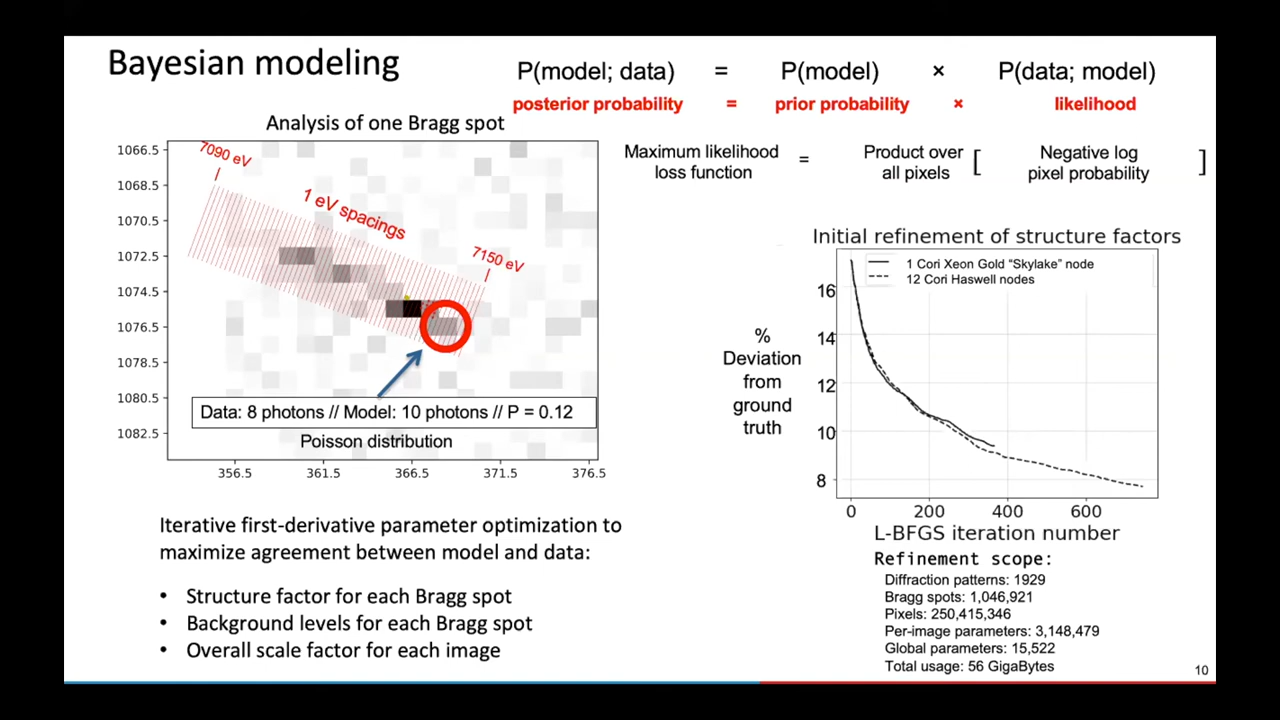 Bayesian modeling
P(model; data) = P(model) × P(data; model)
posterior probability = prior probability × likelihood
Analysis of one Bragg spot
Maximum likelihood loss function = Product over all pixels [ Negative log pixel probability ]
7090 eV
1 eV spacings
7150 eV
1066.5
1068.5
1070.5
1072.5
1074.5
1076.5
1078.5
1080.5
1082.5
Data: 8 photons // Model: 10 photons // P = 0.12
Poisson distribution
356.5 361.5 366.5 371.5 376.5
Initial refinement of structure factors
1 Cori Xeon Gold “Skylake” node
12 Cori Haswell nodes
%
Deviation
from
ground
truth
16
14
12
10
8
0 200 400 600
L-BFGS iteration number
Refinement scope:
Diffraction patterns: 1929
Bragg spots: 1,046,921
Pixels: 250,415,346
Per-image parameters: 3,148,479
Global parameters: 15,522
Total usage: 56 GigaBytes
Iterative first-derivative parameter optimization to
maximize agreement between model and data:
• Structure factor for each Bragg spot
• Background levels for each Bragg spot
• Overall scale factor for each image
10